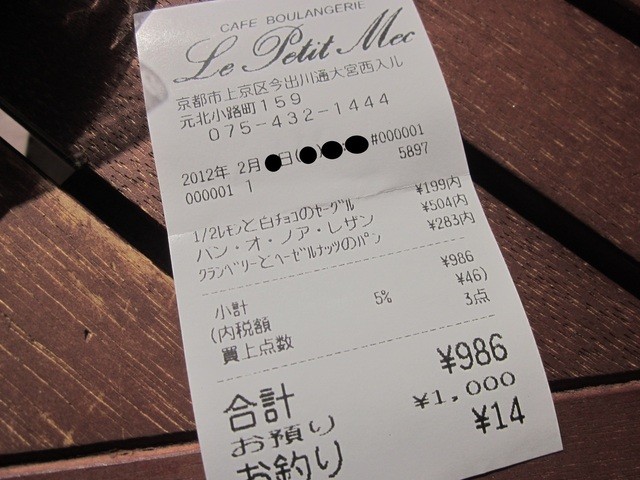 CAFE BOULANGERIE
Le Petit Mec
京都市上京区今出川通大宮西入ル
元北小路町159
075-432-1444
2012年 2月 日( ) : #000001
000001 1 5897
1/2レモンと白チョコのセーグル ¥199内
パン・オ・ノア・レザン ¥504内
クランベリーとヘーゼルナッツのパン ¥283内
小計 ¥986
(内税額 5% ¥46)
買上点数 3点
合計 ¥986
お預り ¥1,000
お釣り ¥14